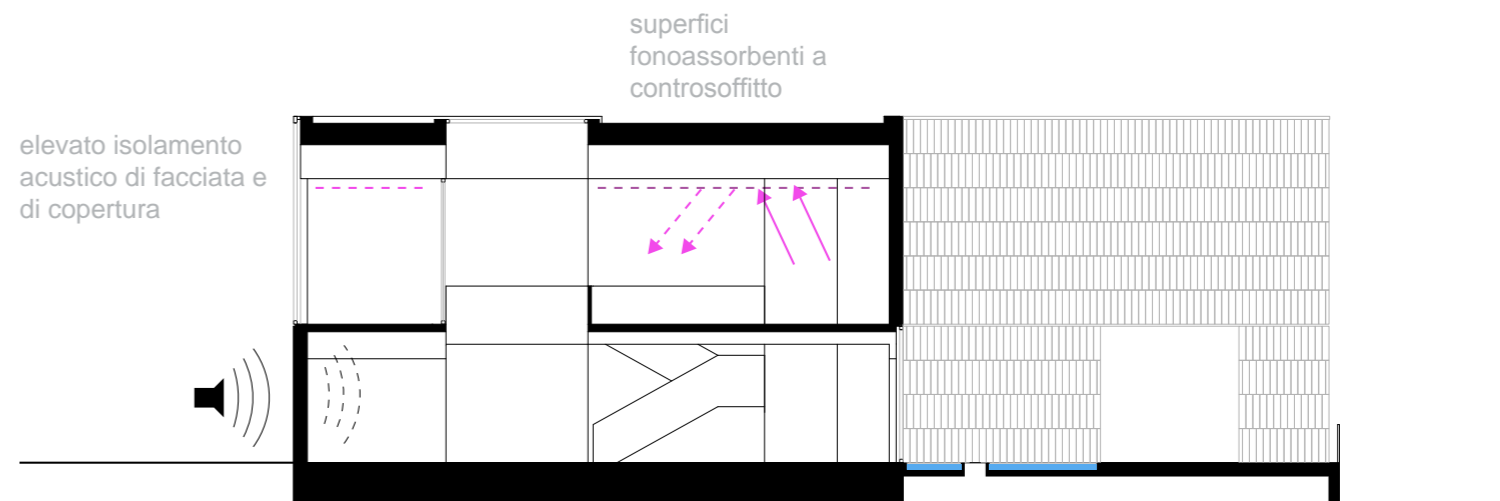 superfici
fonoassorbenti a
controsoffitto
elevato isolamento
acustico di facciata e
di copertura